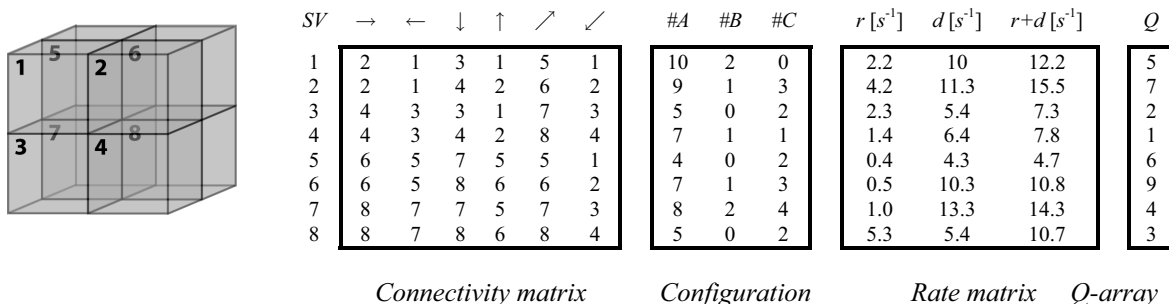 SV → ← ↓ ↑ ↗ ↙ #A #B #C r [s⁻¹] d [s⁻¹] r+d [s⁻¹] Q
1 2 1 3 1 5 1 10 2 0 2.2 10 12.2 5
2 2 1 4 2 6 2 9 1 3 4.2 11.3 15.5 7
3 4 3 3 1 7 3 5 0 2 2.3 5.4 7.3 2
4 4 3 4 2 8 4 7 1 1 1.4 6.4 7.8 1
5 6 5 7 5 5 1 4 0 2 0.4 4.3 4.7 6
6 6 5 8 6 6 2 7 1 3 0.5 10.3 10.8 9
7 8 7 7 5 7 3 8 2 4 1.0 13.3 14.3 4
8 8 7 8 6 8 4 5 0 2 5.3 5.4 10.7 3
5 6
1 2
7 8
3 4
Connectivity matrix Configuration Rate matrix Q-array